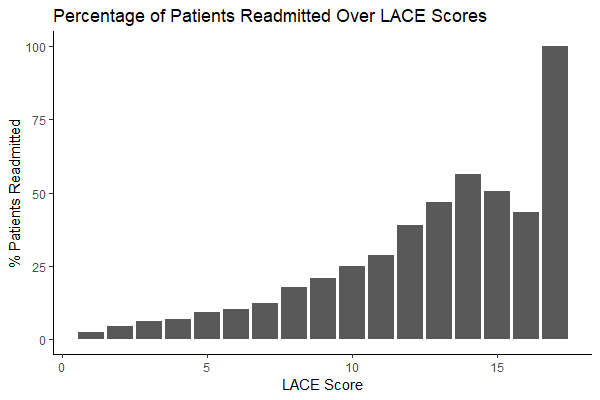 Percentage of Patients Readmitted Over LACE Scores
% Patients Readmitted
100
75
50
25
0
0 5 10 15
LACE Score